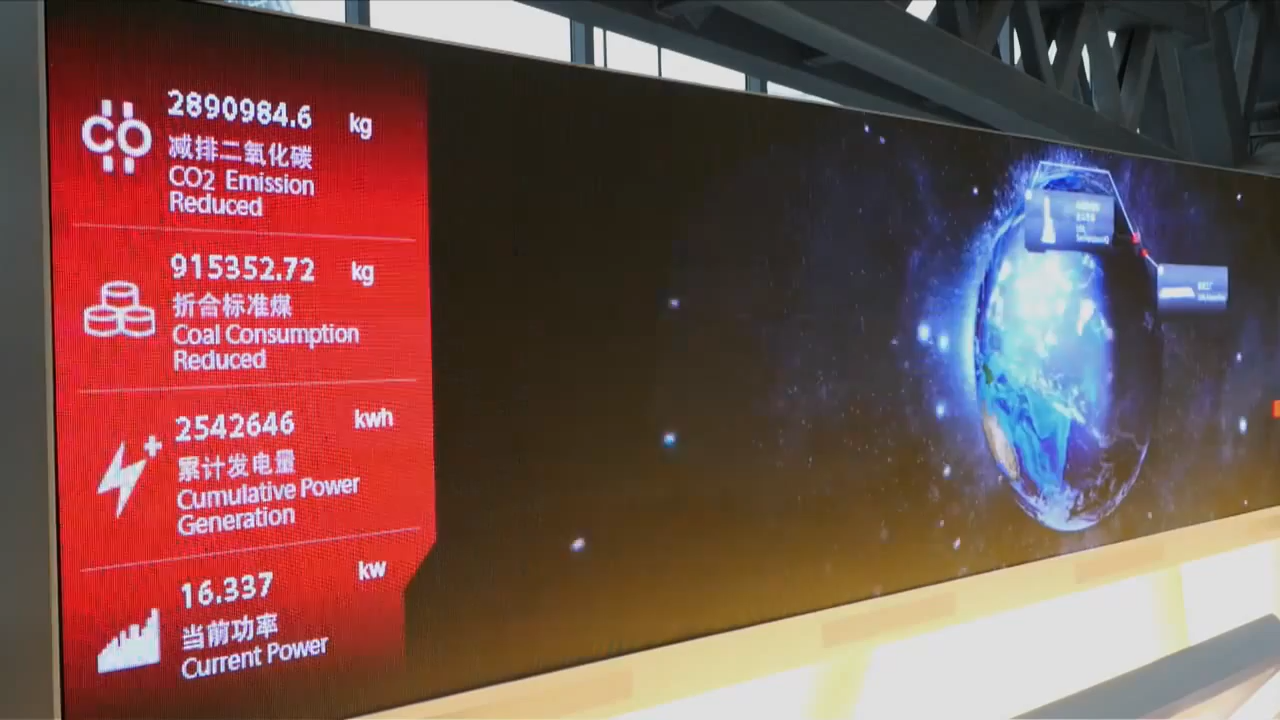 CO
2890984.6 kg
减排二氧化碳
CO2 Emission
Reduced
915352.72 kg
折合标准煤
Coal Consumption
Reduced
2542646 kwh
累计发电量
Cumulative Power
Generation
16.337 kw
当前功率
Current Power